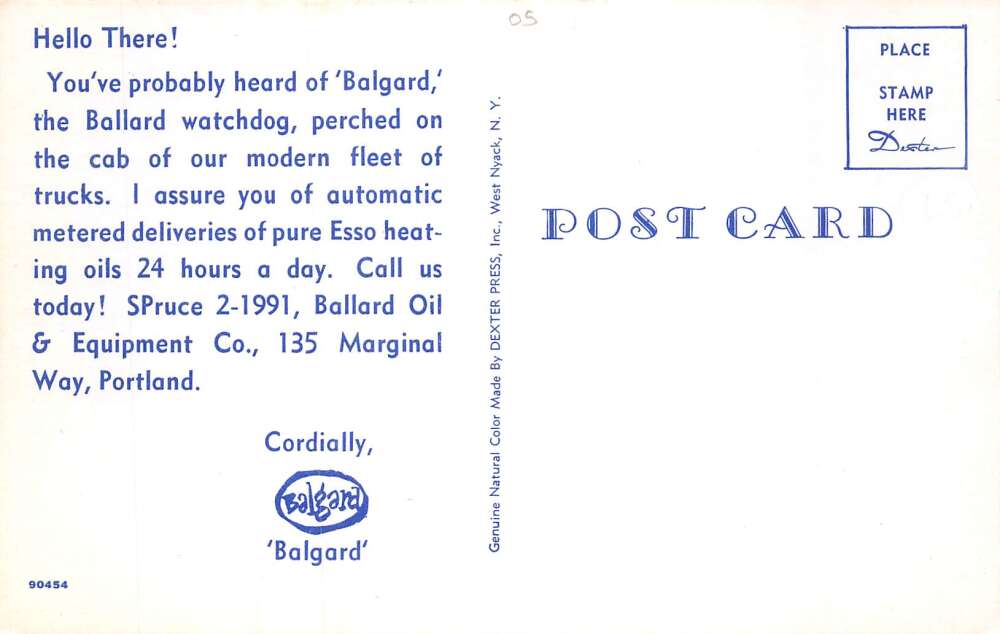 05
Hello There!
You've probably heard of 'Balgard,'
the Ballard watchdog, perched on
the cab of our modern fleet of
trucks. I assure you of automatic
metered deliveries of pure Esso heat-
ing oils 24 hours a day. Call us
today! SPruce 2-1991, Ballard Oil
& Equipment Co., 135 Marginal
Way, Portland.
Cordially,
Balgard
'Balgard'
90454
Genuine Natural Color Made By DEXTER PRESS, Inc., West Nyack, N. Y.
PLACE
STAMP
HERE
Dexter
POST CARD